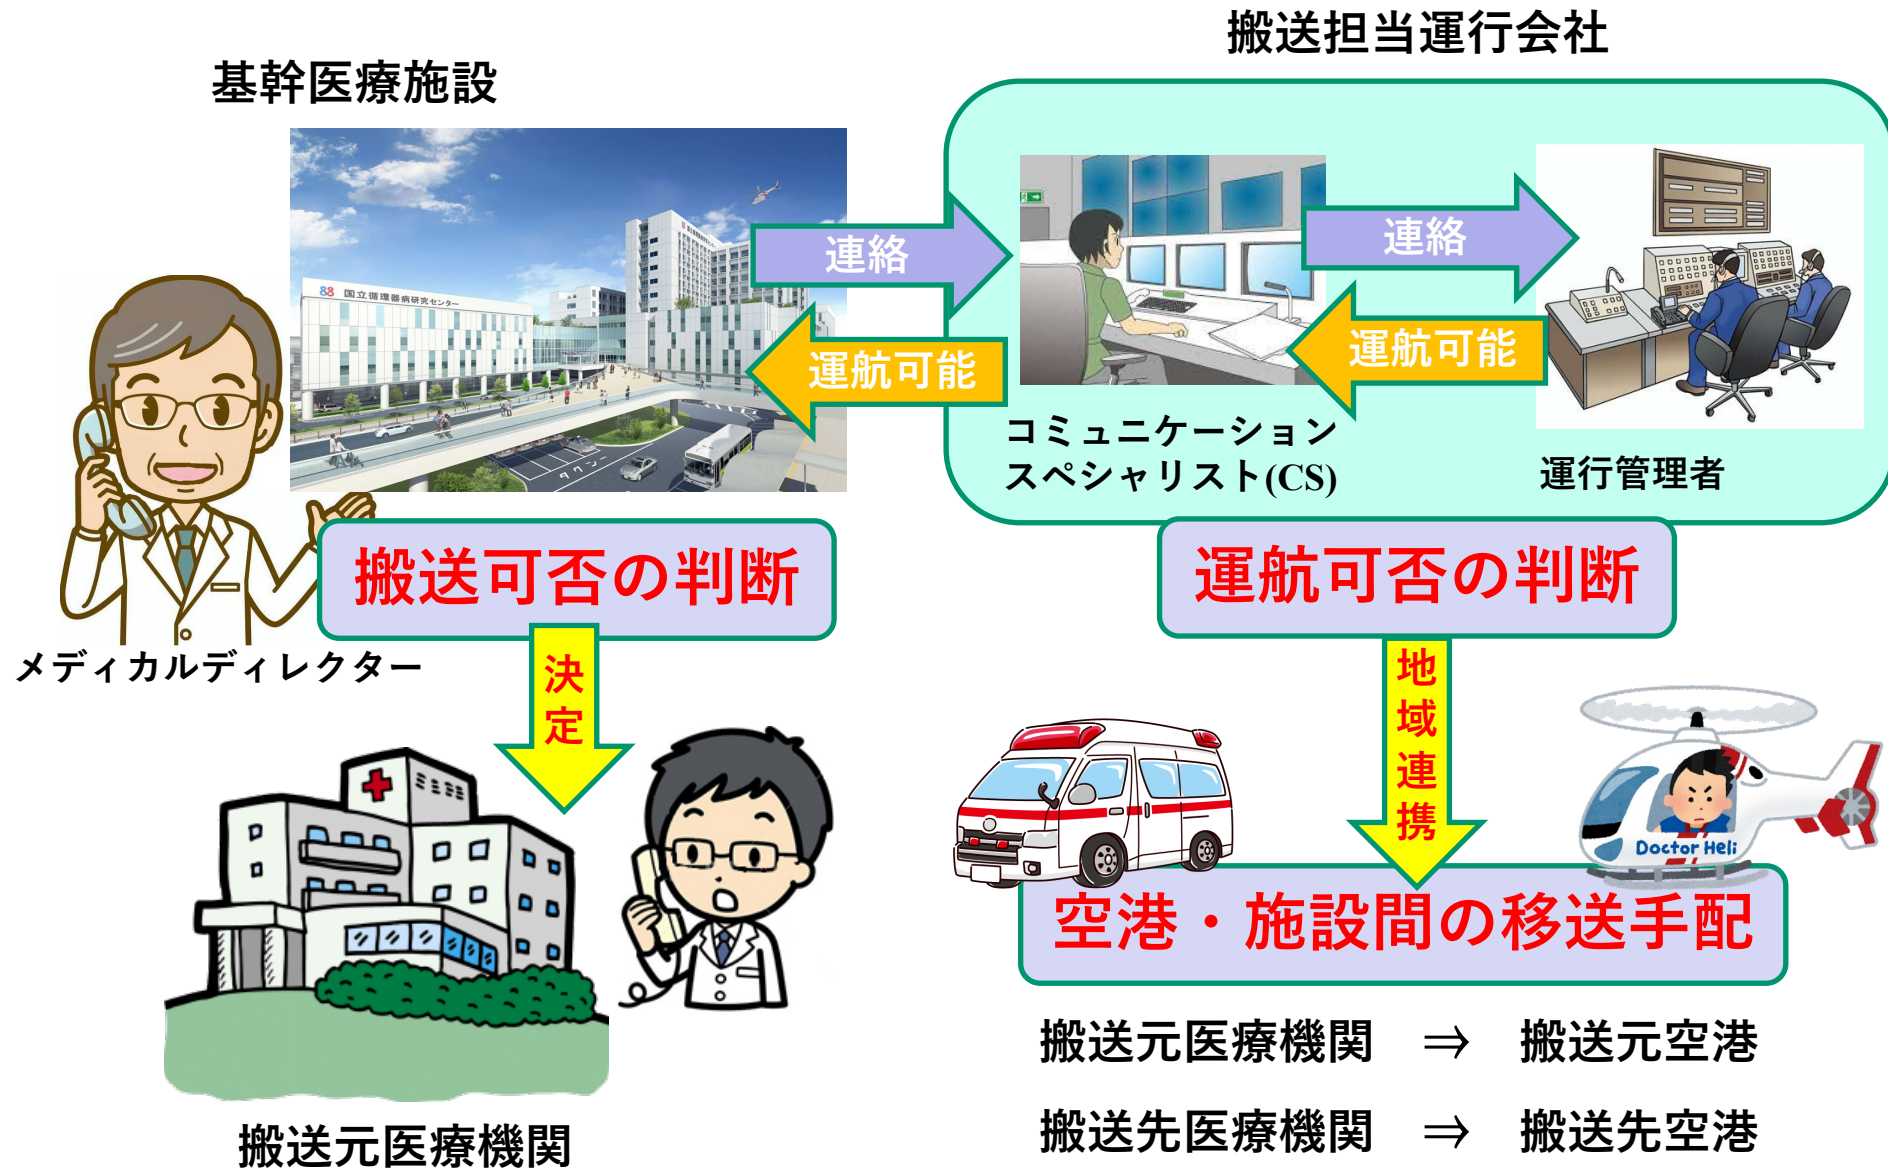 搬送担当運行会社
基幹医療施設
国立循環器病研究センター
タクシー
連絡
運航可能
連絡
運航可能
コミュニケーション
スペシャリスト(CS)
運行管理者
搬送可否の判断
運航可否の判断
メディカルディレクター
決定
地域連携
Doctor Heli
空港・施設間の移送手配
搬送元医療機関 ⇒ 搬送元空港
搬送先医療機関 ⇒ 搬送先空港
搬送元医療機関